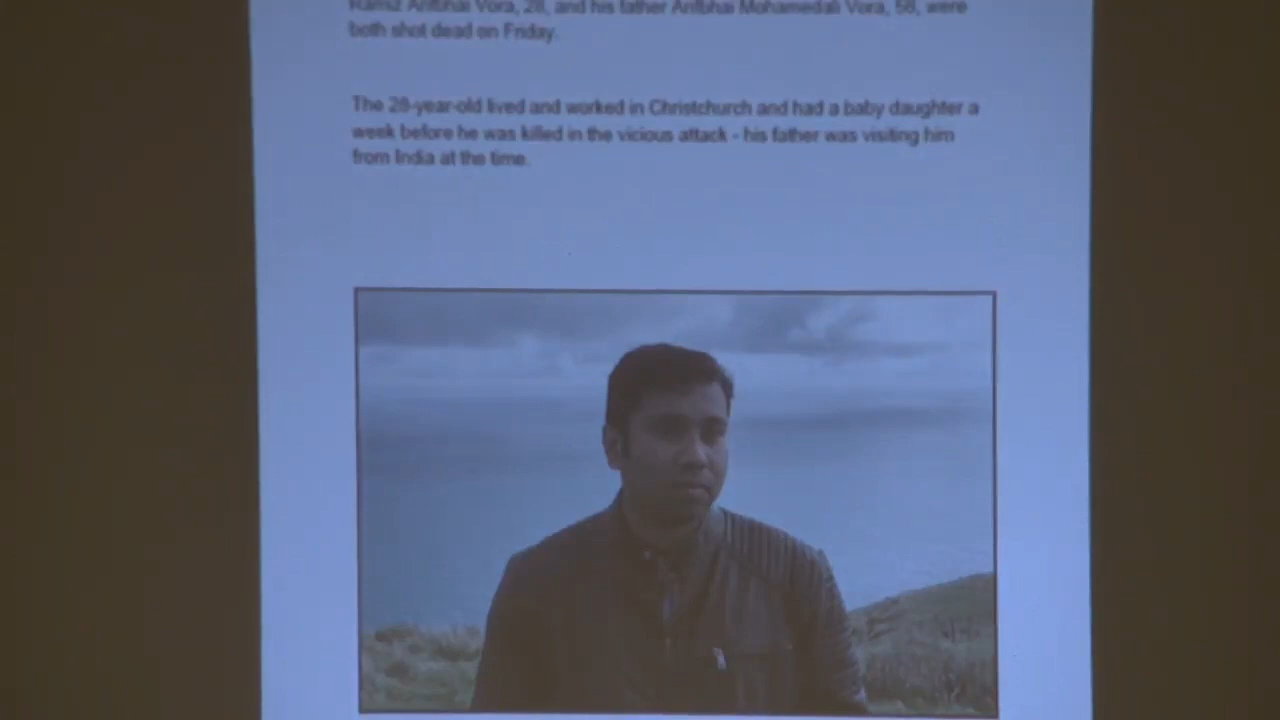 Ramiz Arifbhai Vora, 28, and his father Arifbhai Mohamedali Vora, 58, were
both shot dead on Friday.
The 28-year-old lived and worked in Christchurch and had a baby daughter a
week before he was killed in the vicious attack - his father was visiting him
from India at the time.